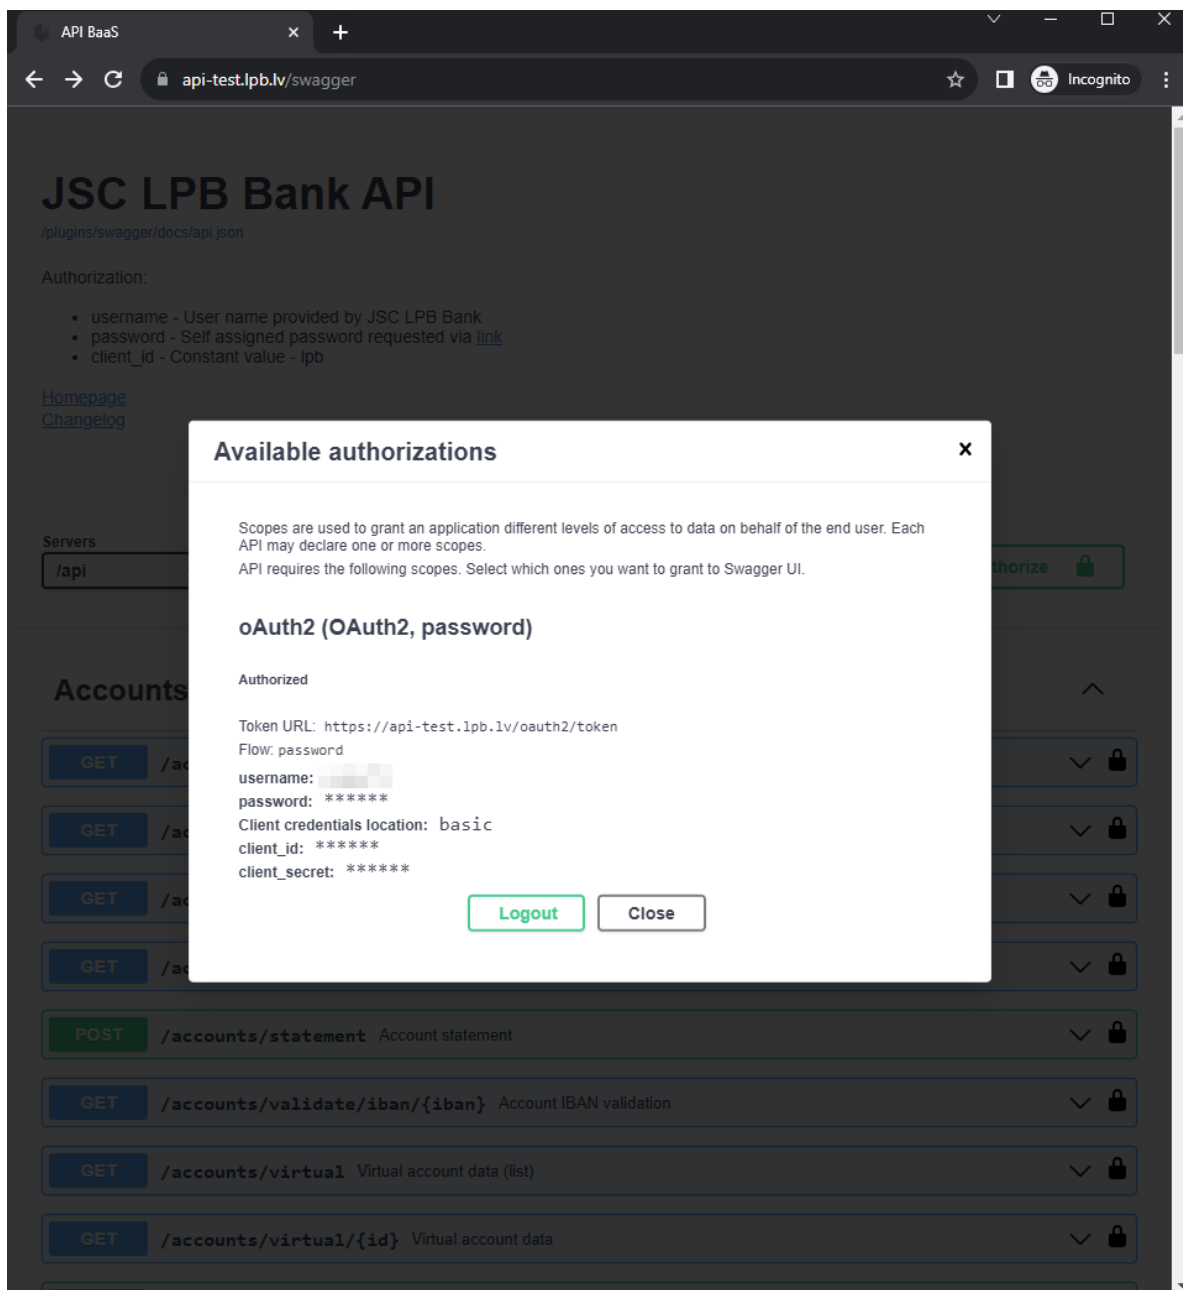 API BaaS
api-test.lpb.lv/swagger
Incognito
JSC LPB Bank API
/plugins/swagger/docs/api.json
Authorization:
username - User name provided by JSC LPB Bank
password - Self assigned password requested via link
client_id - Constant value - lpb
Homepage
Changelog
Available authorizations
Scopes are used to grant an application different levels of access to data on behalf of the end user. Each
API may declare one or more scopes.
API requires the following scopes. Select which ones you want to grant to Swagger UI.
Servers
/api
thorize
oAuth2 (OAuth2, password)
Authorized
Accounts
Token URL: https://api-test.lpb.lv/oauth2/token
Flow: password
username:
password: ******
Client credentials location: basic
client_id: ******
client_secret: ******
Logout Close
GET /ac
GET /ac
GET /ac
GET /ac
POST /accounts/statement Account statement
GET /accounts/validate/iban/{iban} Account IBAN validation
GET /accounts/virtual Virtual account data (list)
GET /accounts/virtual/{id} Virtual account data